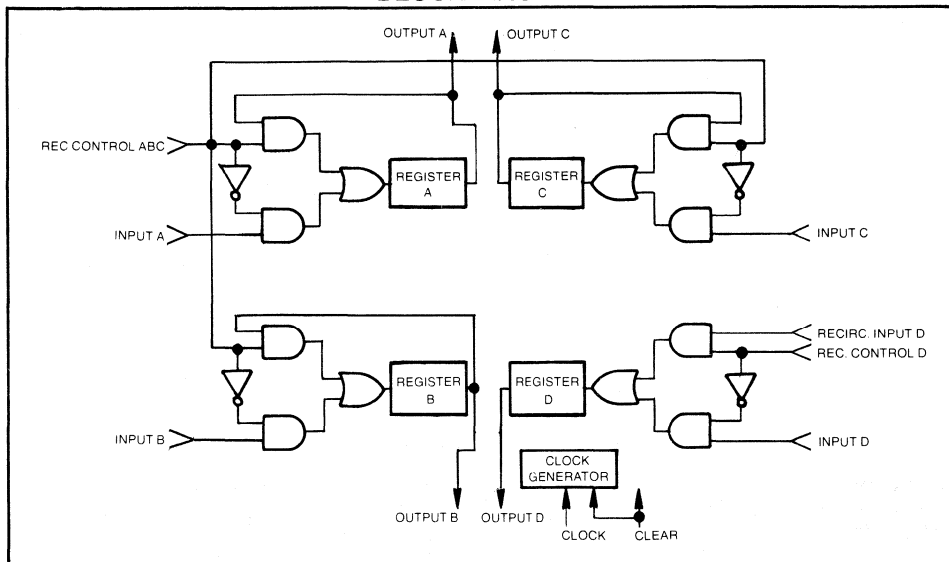 OUTPUT A
OUTPUT C
REC CONTROL ABC
REGISTER
A
REGISTER
C
INPUT A
INPUT C
RECIRC. INPUT D
REC. CONTROL D
REGISTER
B
REGISTER
D
INPUT B
INPUT D
CLOCK
GENERATOR
OUTPUT B
OUTPUT D
CLOCK
CLEAR